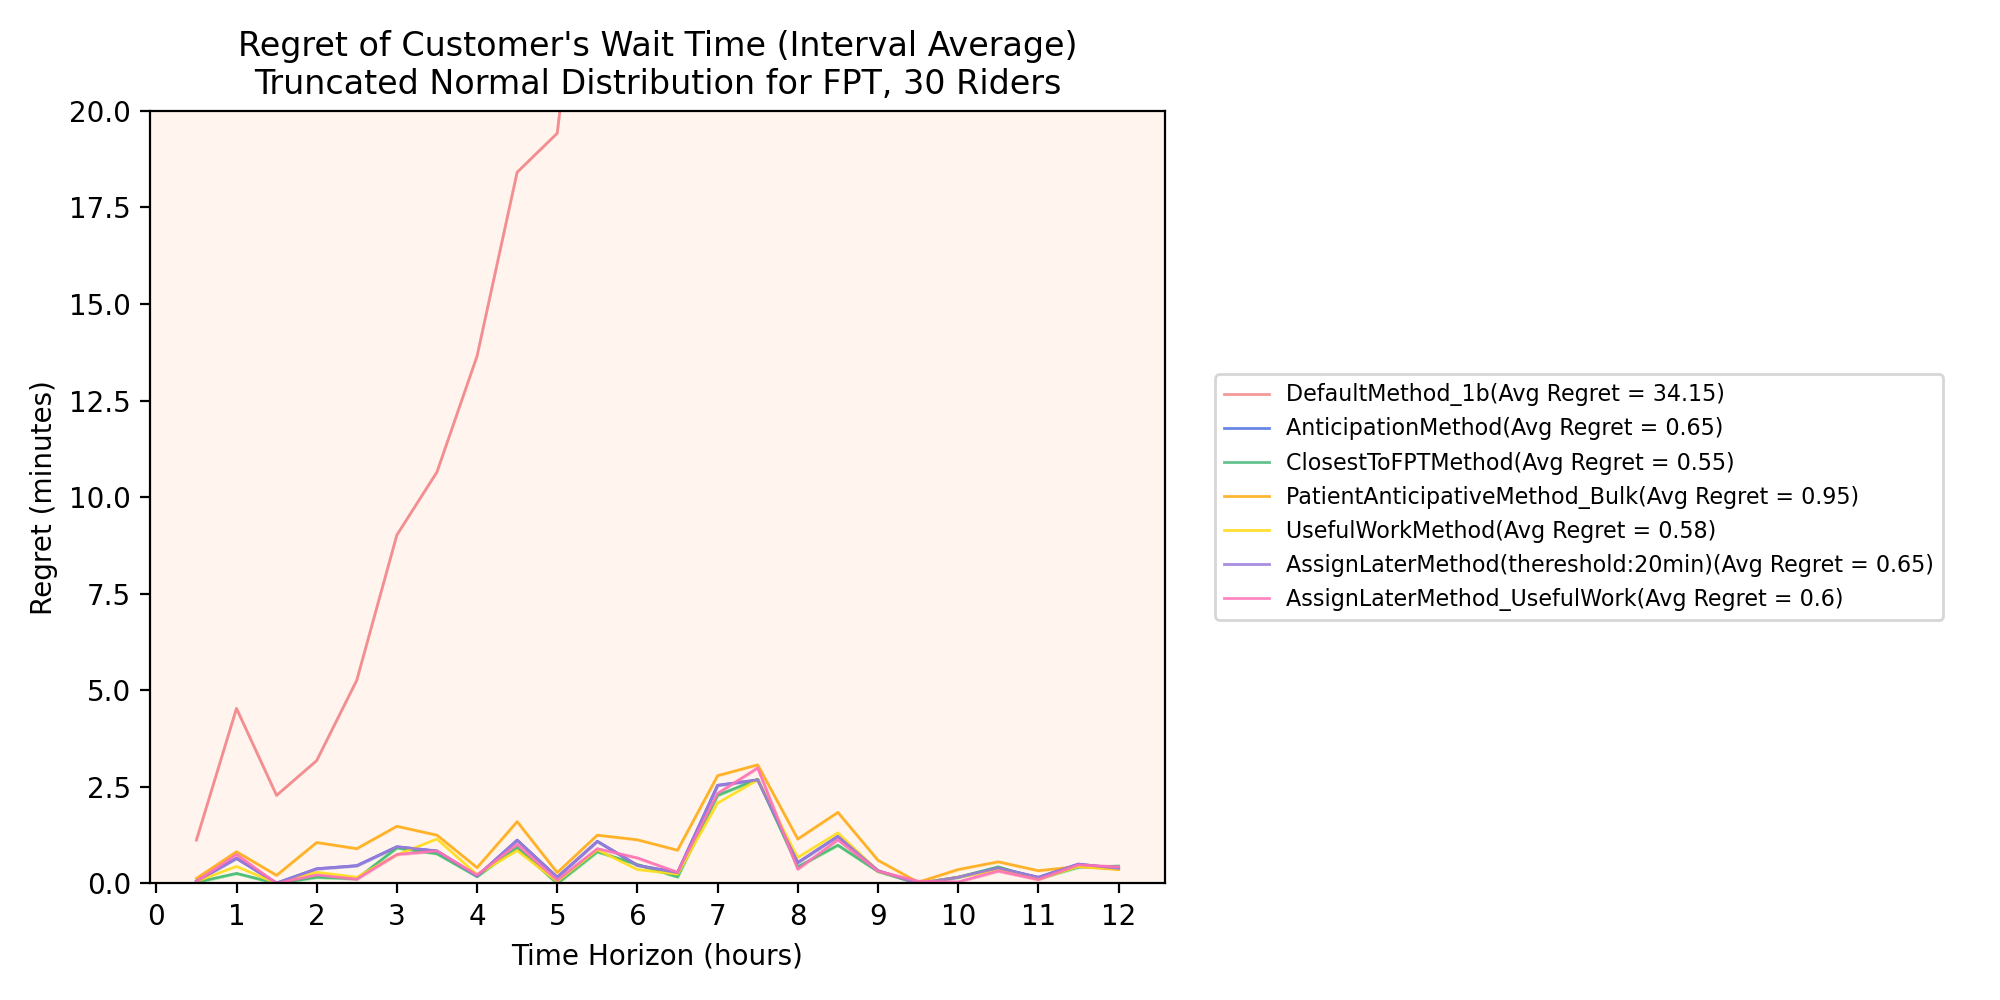 Regret of Customer's Wait Time (Interval Average)
Truncated Normal Distribution for FPT, 30 Riders
Regret (minutes)
20.0
17.5
15.0
12.5
10.0
7.5
5.0
2.5
0.0
0 1 2 3 4 5 6 7 8 9 10 11 12
Time Horizon (hours)
DefaultMethod_1b(Avg Regret = 34.15)
AnticipationMethod(Avg Regret = 0.65)
ClosestToFPTMethod(Avg Regret = 0.55)
PatientAnticipativeMethod_Bulk(Avg Regret = 0.95)
UsefulWorkMethod(Avg Regret = 0.58)
AssignLaterMethod(thereshold:20min)(Avg Regret = 0.65)
AssignLaterMethod_UsefulWork(Avg Regret = 0.6)